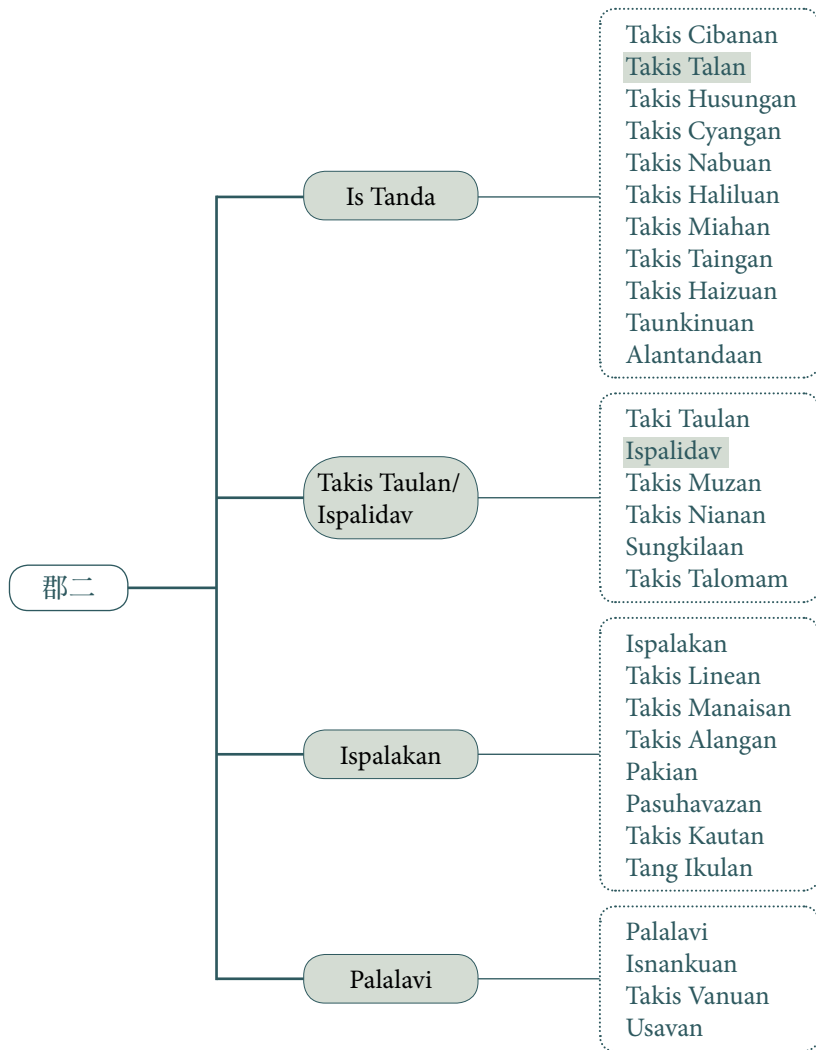 郡二
Is Tanda
Takis Cibanan
Takis Talan
Takis Husungan
Takis Cyangan
Takis Nabuan
Takis Haliluan
Takis Miahan
Takis Taingan
Takis Haizuan
Taunkinuan
Alantandaan
Takis Taulan/
Ispalidav
Taki Taulan
Ispalidav
Takis Muzan
Takis Nianan
Sungkilaan
Takis Talomam
Ispalakan
Ispalakan
Takis Linean
Takis Manaisan
Takis Alangan
Pakian
Pasuhavazan
Takis Kautan
Tang Ikulan
Palalavi
Palalavi
Isnankuan
Takis Vanuan
Usavan